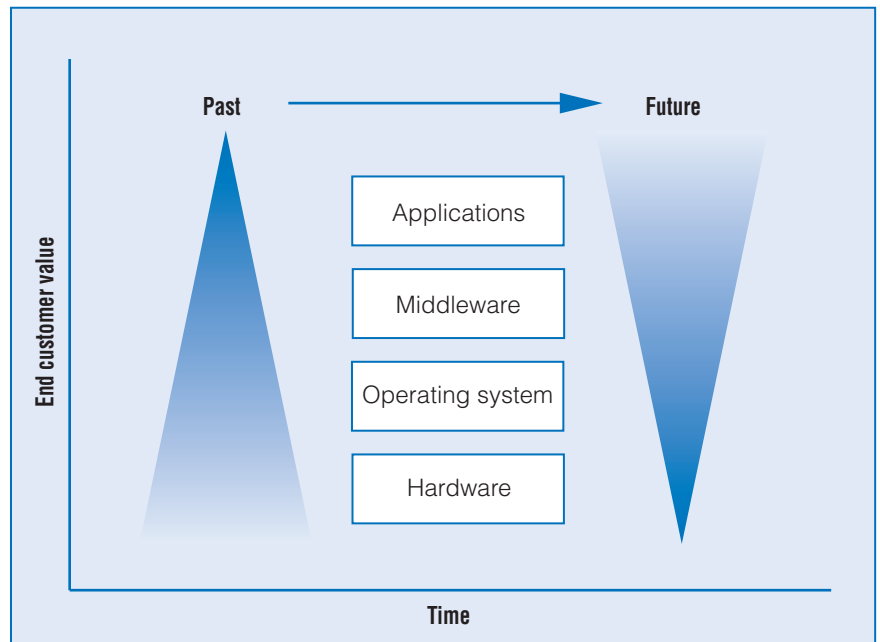 Past
Future
Applications
Middleware
Operating system
Hardware
End customer value
Time